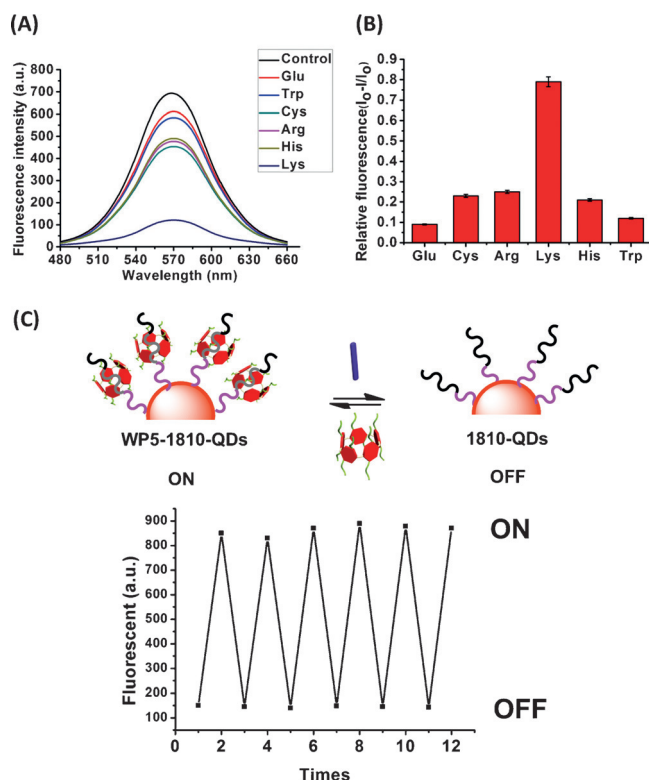 (A)
Fluorescence intensity (a.u.)
800
700
600
500
400
300
200
100
0
480 510 540 570 600 630 660
Wavelength (nm)
Control
Glu
Trp
Cys
Arg
His
Lys
(B)
Relative fluorescence(I₀-I/I₀)
0.9
0.8
0.7
0.6
0.5
0.4
0.3
0.2
0.1
0.0
Glu Cys Arg Lys His Trp
(C)
WP5-1810-QDs
ON
1810-QDs
OFF
Fluorescent (a.u.)
900
800
700
600
500
400
300
200
100
0 2 4 6 8 10 12
Times
ON
OFF